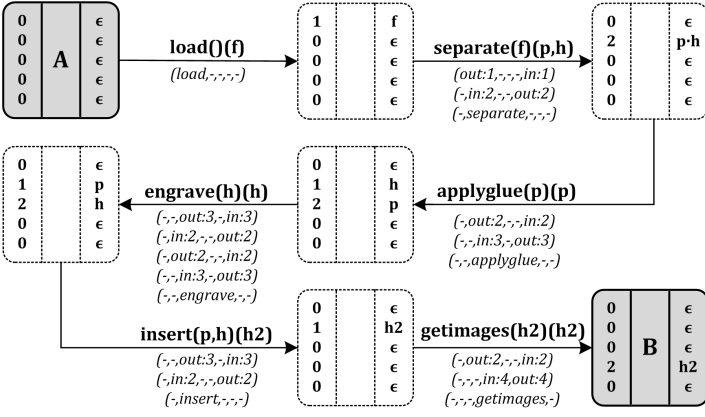 0 ϵ
0 ϵ
0 A ϵ
0 ϵ
0 ϵ
load()(f)
(load,-,-,-,-)
1 f
0 ϵ
0 ϵ
0 ϵ
0 ϵ
separate(f)(p,h)
(out:1,-,-,-,in:1)
(-,in:2,-,-,out:2)
(-,separate,-,-,-)
0 ϵ
2 p·h
0 ϵ
0 ϵ
0 ϵ
0 ϵ
1 p
2 h
0 ϵ
0 ϵ
engrave(h)(h)
(-,-,out:3,-,in:3)
(-,in:2,-,-,out:2)
(-,out:2,-,-,in:2)
(-,-,in:3,-,out:3)
(-,-,engrave,-,-)
0 ϵ
1 h
2 p
0 ϵ
0 ϵ
applyglue(p)(p)
(-,out:2,-,-,in:2)
(-,-,in:3,-,out:3)
(-,-,applyglue,-,-)
insert(p,h)(h2)
(-,-,out:3,-,in:3)
(-,in:2,-,-,out:2)
(-,insert,-,-,-)
0 ϵ
1 h2
0 ϵ
0 ϵ
0 ϵ
getimages(h2)(h2)
(-,out:2,-,-,in:2)
(-,-,-,in:4,out:4)
(-,-,-,getimages,-)
0 ϵ
0 ϵ
0 B ϵ
2 h2
0 ϵ